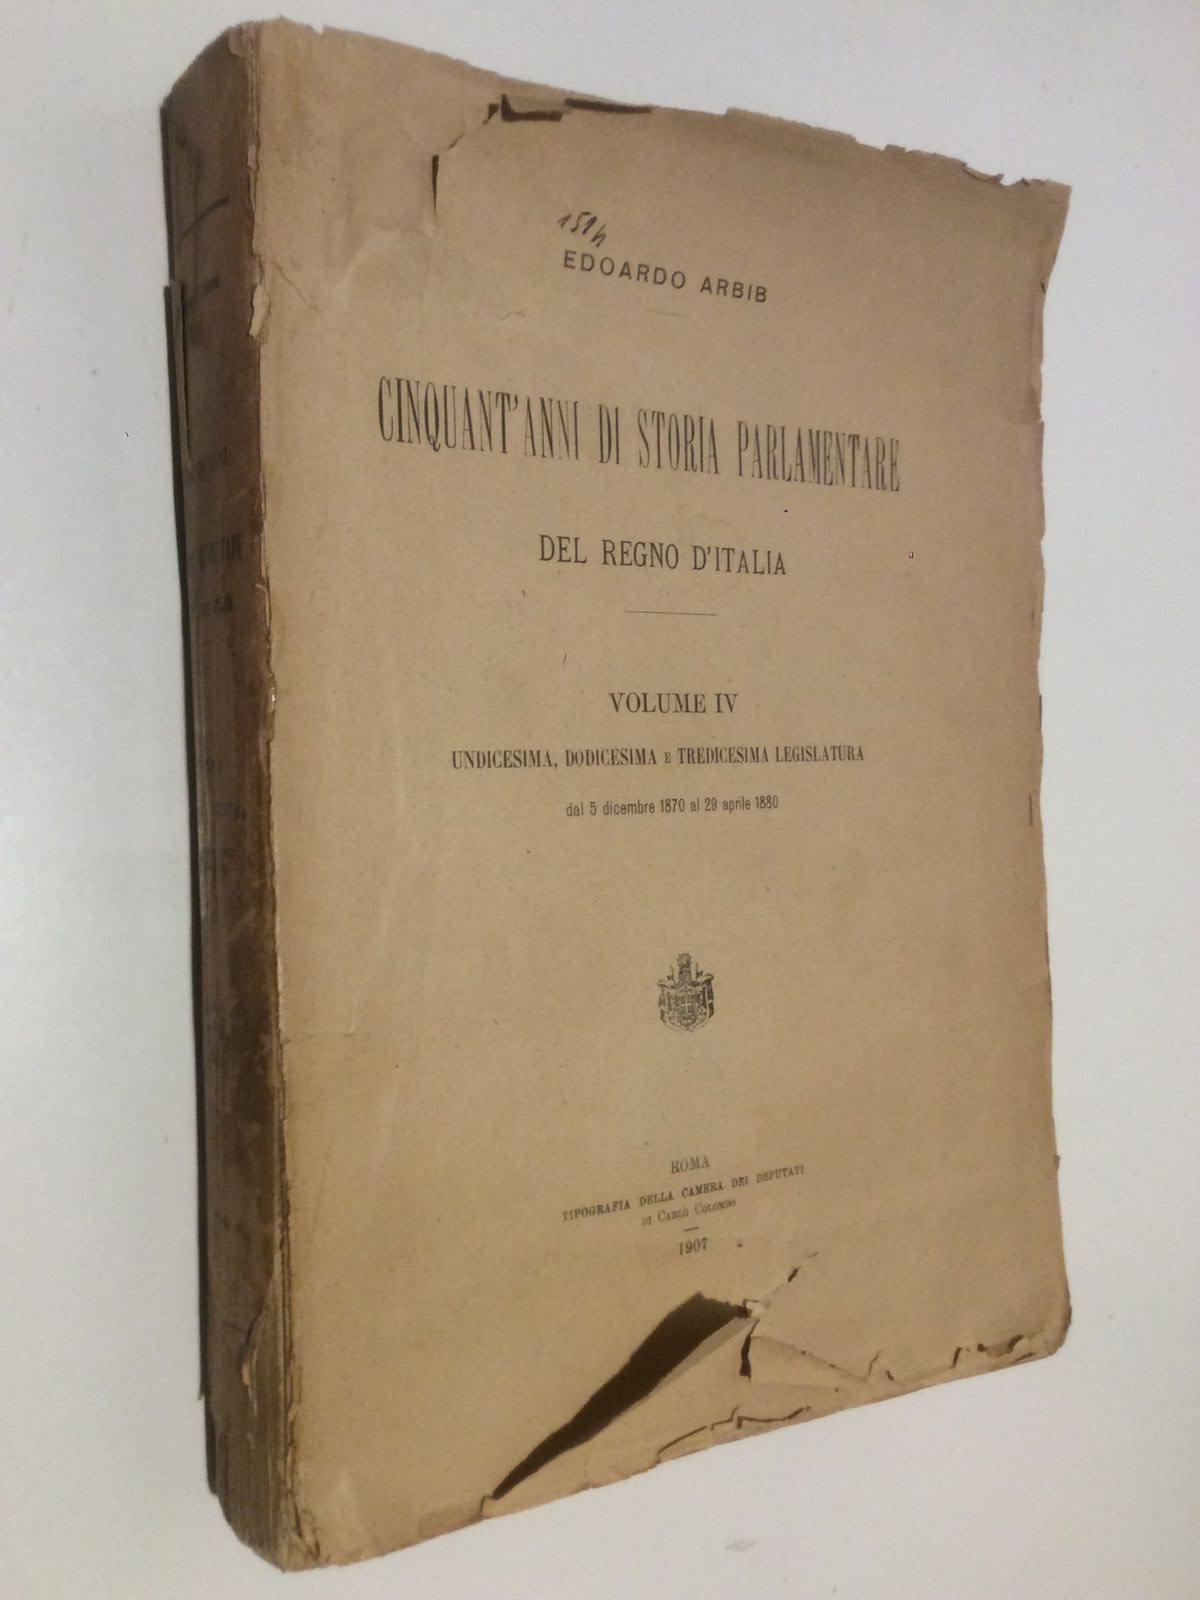 EDOARDO ARBIB
CINQUANT'ANNI DI STORIA PARLAMENTARE
DEL REGNO D'ITALIA
VOLUME IV
UNDICESIMA, DODICESIMA E TREDICESIMA LEGISLATURA
dal 5 dicembre 1870 al 29 aprile 1880
ROMA
TIPOGRAFIA DELLA CAMERA DEI DEPUTATI
DI CARLO COLOMBO
1907